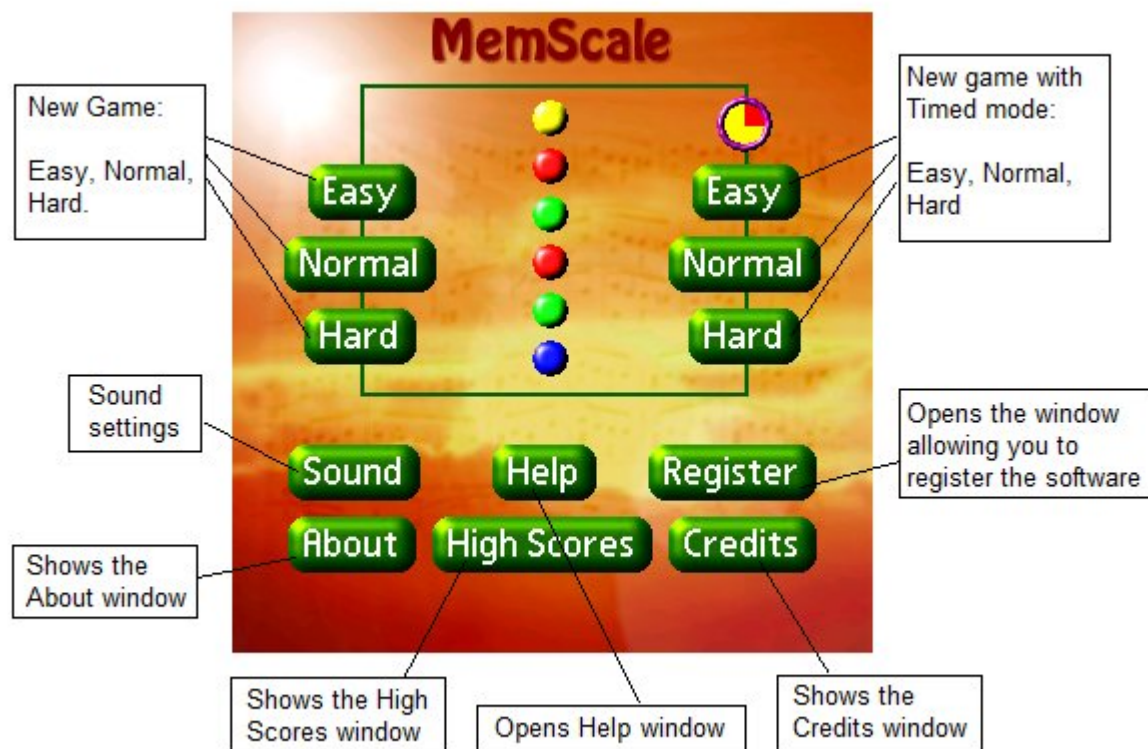 MemScale
New Game:
Easy, Normal,
Hard.
New game with
Timed mode:
Easy, Normal,
Hard
Easy
Easy
Normal
Normal
Hard
Hard
Sound
settings
Opens the window
allowing you to
register the software
Sound
Help
Register
About
High Scores
Credits
Shows the
About window
Shows the High
Scores window
Opens Help window
Shows the
Credits window